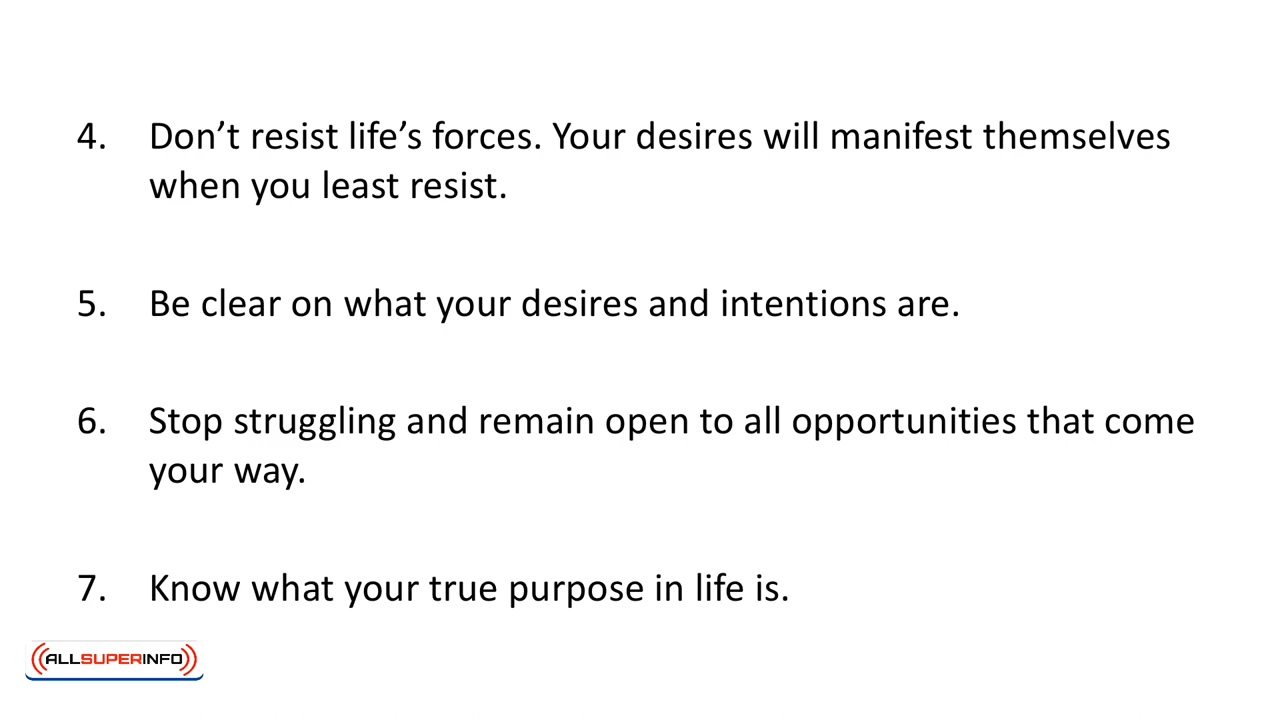 4. Don’t resist life’s forces. Your desires will manifest themselves
when you least resist.
5. Be clear on what your desires and intentions are.
6. Stop struggling and remain open to all opportunities that come
your way.
7. Know what your true purpose in life is.
ALLSUPERINFO